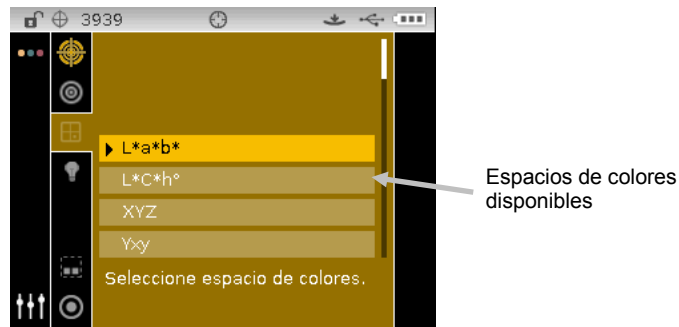 3939
L*a*b*
L*C*h°
XYZ
Yxy
Seleccione espacio de colores.
Espacios de colores
disponibles